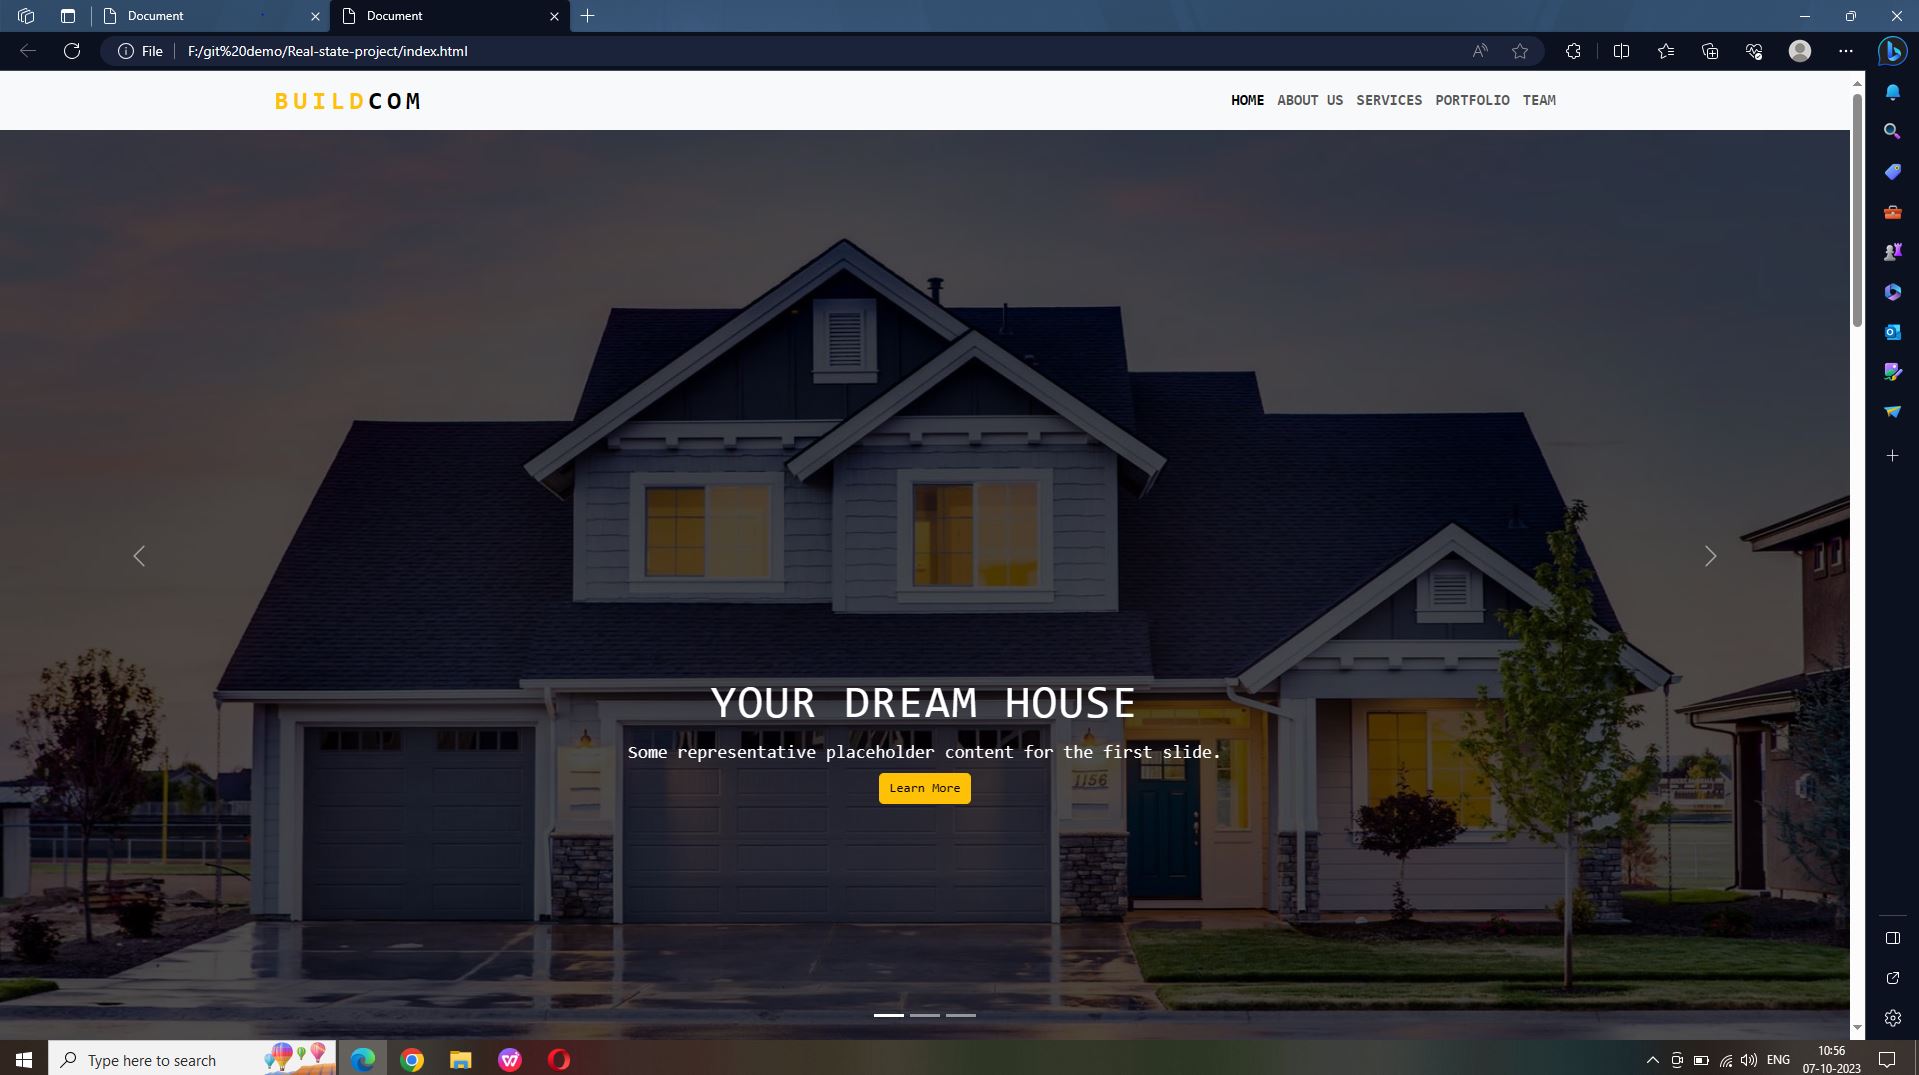 Document
Document
File
F:/git%20demo/Real-state-project/index.html
BUILDCOM
HOME ABOUT US SERVICES PORTFOLIO TEAM
YOUR DREAM HOUSE
Some representative placeholder content for the first slide.
1156
Learn More
Type here to search
ENG
10:56
07-10-2023